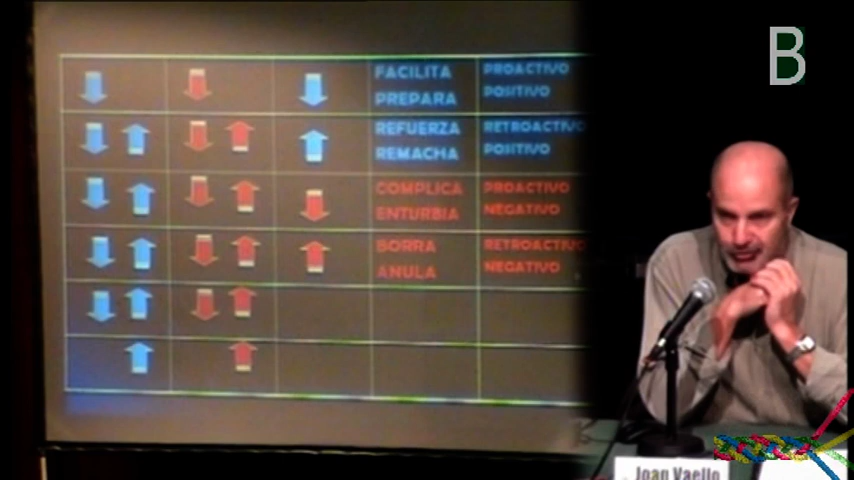 B
FACILITA
PREPARA
PROACTIVO
POSITIVO
REFUERZA
REMACHA
RETROACTIVO
POSITIVO
COMPLICA
ENTURBIA
PROACTIVO
NEGATIVO
BORRA
ANULA
RETROACTIVO
NEGATIVO
Joan Vaello